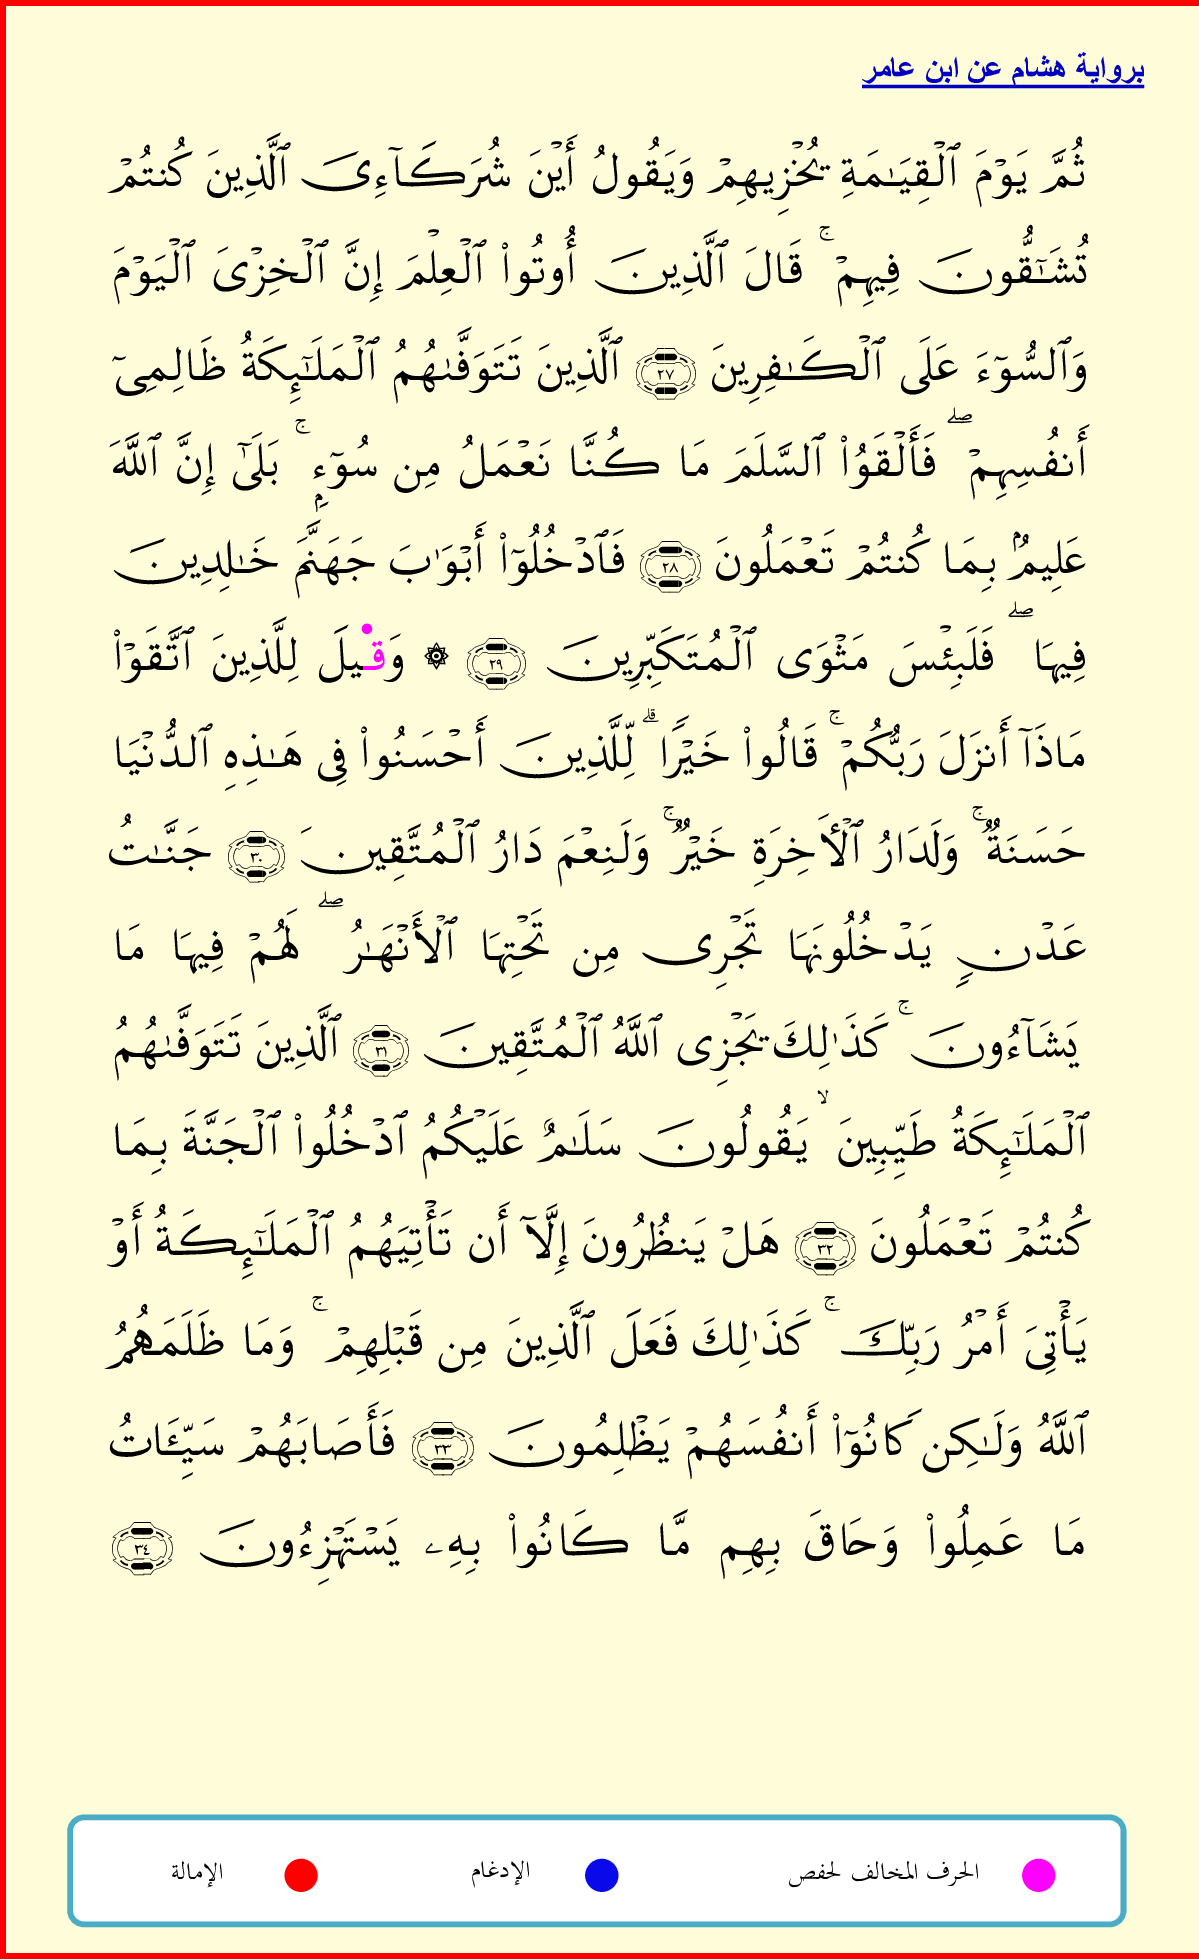 برواية هشام عن ابن عامر
ثُمَّ يَوْمَ ٱلْقِيَـٰمَةِ يُخْزِيهِمْ وَيَقُولُ أَيْنَ شُرَكَآءِىَ ٱلَّذِينَ كُنتُمْ
تُشَـٰٓقُّونَ فِيهِمْ ۚ قَالَ ٱلَّذِينَ أُوتُوا۟ ٱلْعِلْمَ إِنَّ ٱلْخِزْىَ ٱلْيَوْمَ
وَٱلسُّوٓءَ عَلَى ٱلْكَـٰفِرِينَ ٢٧ ٱلَّذِينَ تَتَوَفَّىٰهُمُ ٱلْمَلَـٰٓئِكَةُ ظَالِمِىٓ
أَنفُسِهِمْ ۖ فَأَلْقَوُا۟ ٱلسَّلَمَ مَا كُنَّا نَعْمَلُ مِن سُوٓءٍۭ ۚ بَلَىٰٓ إِنَّ ٱللَّهَ
عَلِيمٌۢ بِمَا كُنتُمْ تَعْمَلُونَ ٢٨ فَٱدْخُلُوٓا۟ أَبْوَٰبَ جَهَنَّمَ خَـٰلِدِينَ
فِيهَا ۖ فَلَبِئْسَ مَثْوَى ٱلْمُتَكَبِّرِينَ ٢٩ ۞ وَقِيلَ لِلَّذِينَ ٱتَّقَوْا۟
مَاذَآ أَنزَلَ رَبُّكُمْ ۚ قَالُوا۟ خَيْرًا ۗ لِّلَّذِينَ أَحْسَنُوا۟ فِى هَـٰذِهِ ٱلدُّنْيَا
حَسَنَةٌ ۚ وَلَدَارُ ٱلْـَٔاخِرَةِ خَيْرٌ ۚ وَلَنِعْمَ دَارُ ٱلْمُتَّقِينَ ٣٠ جَنَّـٰتُ
عَدْنٍ يَدْخُلُونَهَا تَجْرِى مِن تَحْتِهَا ٱلْأَنْهَـٰرُ ۖ لَهُمْ فِيهَا مَا
يَشَآءُونَ ۚ كَذَٰلِكَ يَجْزِى ٱللَّهُ ٱلْمُتَّقِينَ ٣١ ٱلَّذِينَ تَتَوَفَّىٰهُمُ
ٱلْمَلَـٰٓئِكَةُ طَيِّبِينَ ۙ يَقُولُونَ سَلَـٰمٌ عَلَيْكُمُ ٱدْخُلُوا۟ ٱلْجَنَّةَ بِمَا
كُنتُمْ تَعْمَلُونَ ٣٢ هَلْ يَنظُرُونَ إِلَّآ أَن تَأْتِيَهُمُ ٱلْمَلَـٰٓئِكَةُ أَوْ
يَأْتِىَ أَمْرُ رَبِّكَ ۚ كَذَٰلِكَ فَعَلَ ٱلَّذِينَ مِن قَبْلِهِمْ ۚ وَمَا ظَلَمَهُمُ
ٱللَّهُ وَلَـٰكِن كَانُوٓا۟ أَنفُسَهُمْ يَظْلِمُونَ ٣٣ فَأَصَابَهُمْ سَيِّـَٔاتُ
مَا عَمِلُوا۟ وَحَاقَ بِهِم مَّا كَانُوا۟ بِهِۦ يَسْتَهْزِءُونَ ٣٤
الحرف المخالف لحفص الإدغام الإمالة